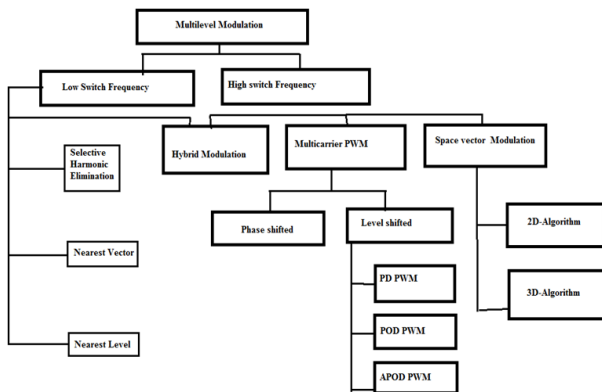 Multilevel Modulation
Low Switch Frequency
High switch Frequency
Hybrid Modulation
Multicarrier PWM
Space vector Modulation
Selective
Harmonic
Elimination
Phase shifted
Level shifted
2D-Algorithm
Nearest Vector
PD PWM
3D-Algorithm
POD PWM
Nearest Level
APOD PWM